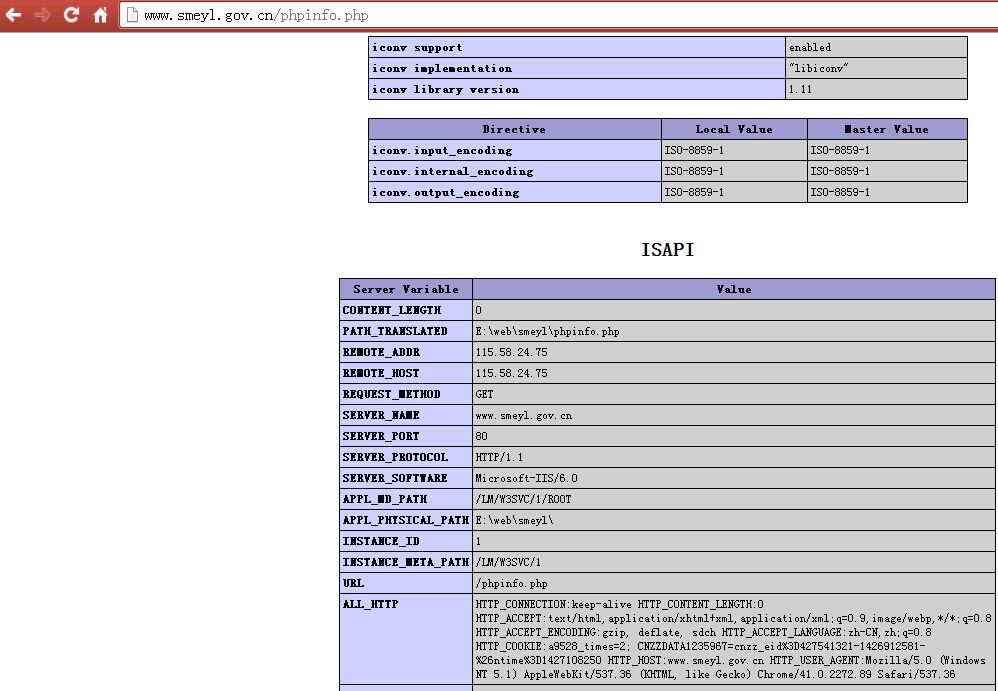 www.smeyl.gov.cn/phpinfo.php
iconv support enabled
iconv implementation "libiconv"
iconv library version 1.11
Directive Local Value Master Value
iconv.input_encoding ISO-8859-1 ISO-8859-1
iconv.internal_encoding ISO-8859-1 ISO-8859-1
iconv.output_encoding ISO-8859-1 ISO-8859-1
ISAPI
Server Variable Value
CONTENT_LENGTH 0
PATH_TRANSLATED E:\web\smeyl\phpinfo.php
REMOTE_ADDR 115.58.24.75
REMOTE_HOST 115.58.24.75
REQUEST_METHOD GET
SERVER_NAME www.smeyl.gov.cn
SERVER_PORT 80
SERVER_PROTOCOL HTTP/1.1
SERVER_SOFTWARE Microsoft-IIS/6.0
APPL_MD_PATH /LM/W3SVC/1/ROOT
APPL_PHYSICAL_PATH E:\web\smeyl\
INSTANCE_ID 1
INSTANCE_META_PATH /LM/W3SVC/1
URL /phpinfo.php
ALL_HTTP HTTP_CONNECTION:keep-alive HTTP_CONTENT_LENGTH:0
HTTP_ACCEPT:text/html,application/xhtml+xml,application/xml;q=0.9,image/webp,*/*;q=0.8
HTTP_ACCEPT_ENCODING:gzip, deflate, sdch HTTP_ACCEPT_LANGUAGE:zh-CN,zh;q=0.8
HTTP_COOKIE:a9528_times=2; CNZZDATA1235967=cnzz_eid%3D427541321-1426912581-
%26ntime%3D1427108250 HTTP_HOST:www.smeyl.gov.cn HTTP_USER_AGENT:Mozilla/5.0 (Windows
NT 5.1) AppleWebKit/537.36 (KHTML, like Gecko) Chrome/41.0.2272.89 Safari/537.36